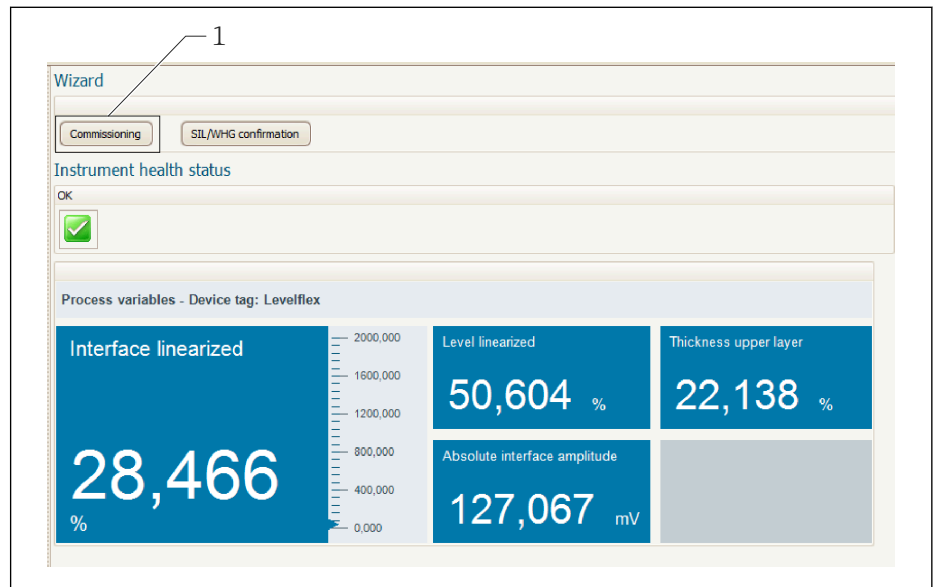 1
Wizard
Commissioning
SIL/WHG confirmation
Instrument health status
OK
Process variables - Device tag: Levelflex
Interface linearized
28,466
%
2000,000
1600,000
1200,000
800,000
400,000
0,000
Level linearized
50,604 %
Thickness upper layer
22,138 %
Absolute interface amplitude
127,067 mV